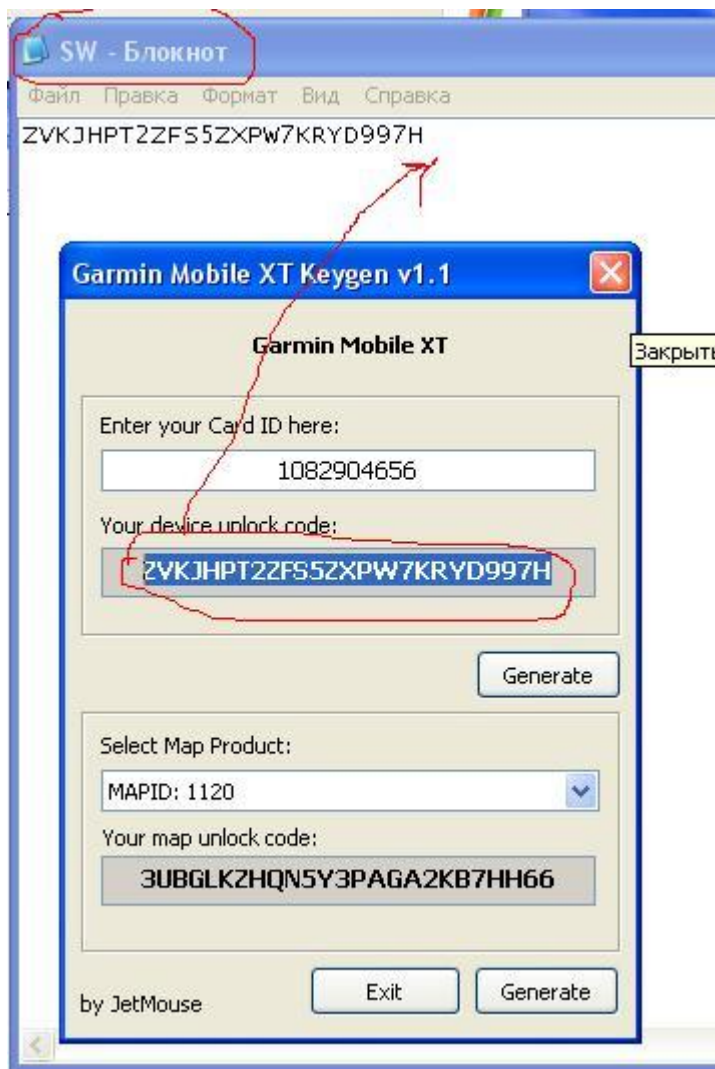 SW - Блокнот
Файл Правка Формат Вид Справка
ZVKJHPT2ZFS5ZXPW7KRYD997H
Garmin Mobile XT Keygen v1.1
Garmin Mobile XT
Закрыть
Enter your Card ID here:
1082904656
Your device unlock code:
ZVKJHPT2ZFS5ZXPW7KRYD997H
Generate
Select Map Product:
MAPID: 1120
Your map unlock code:
3UBGLKZHQN5Y3PAGA2KB7HH66
by JetMouse
Exit
Generate